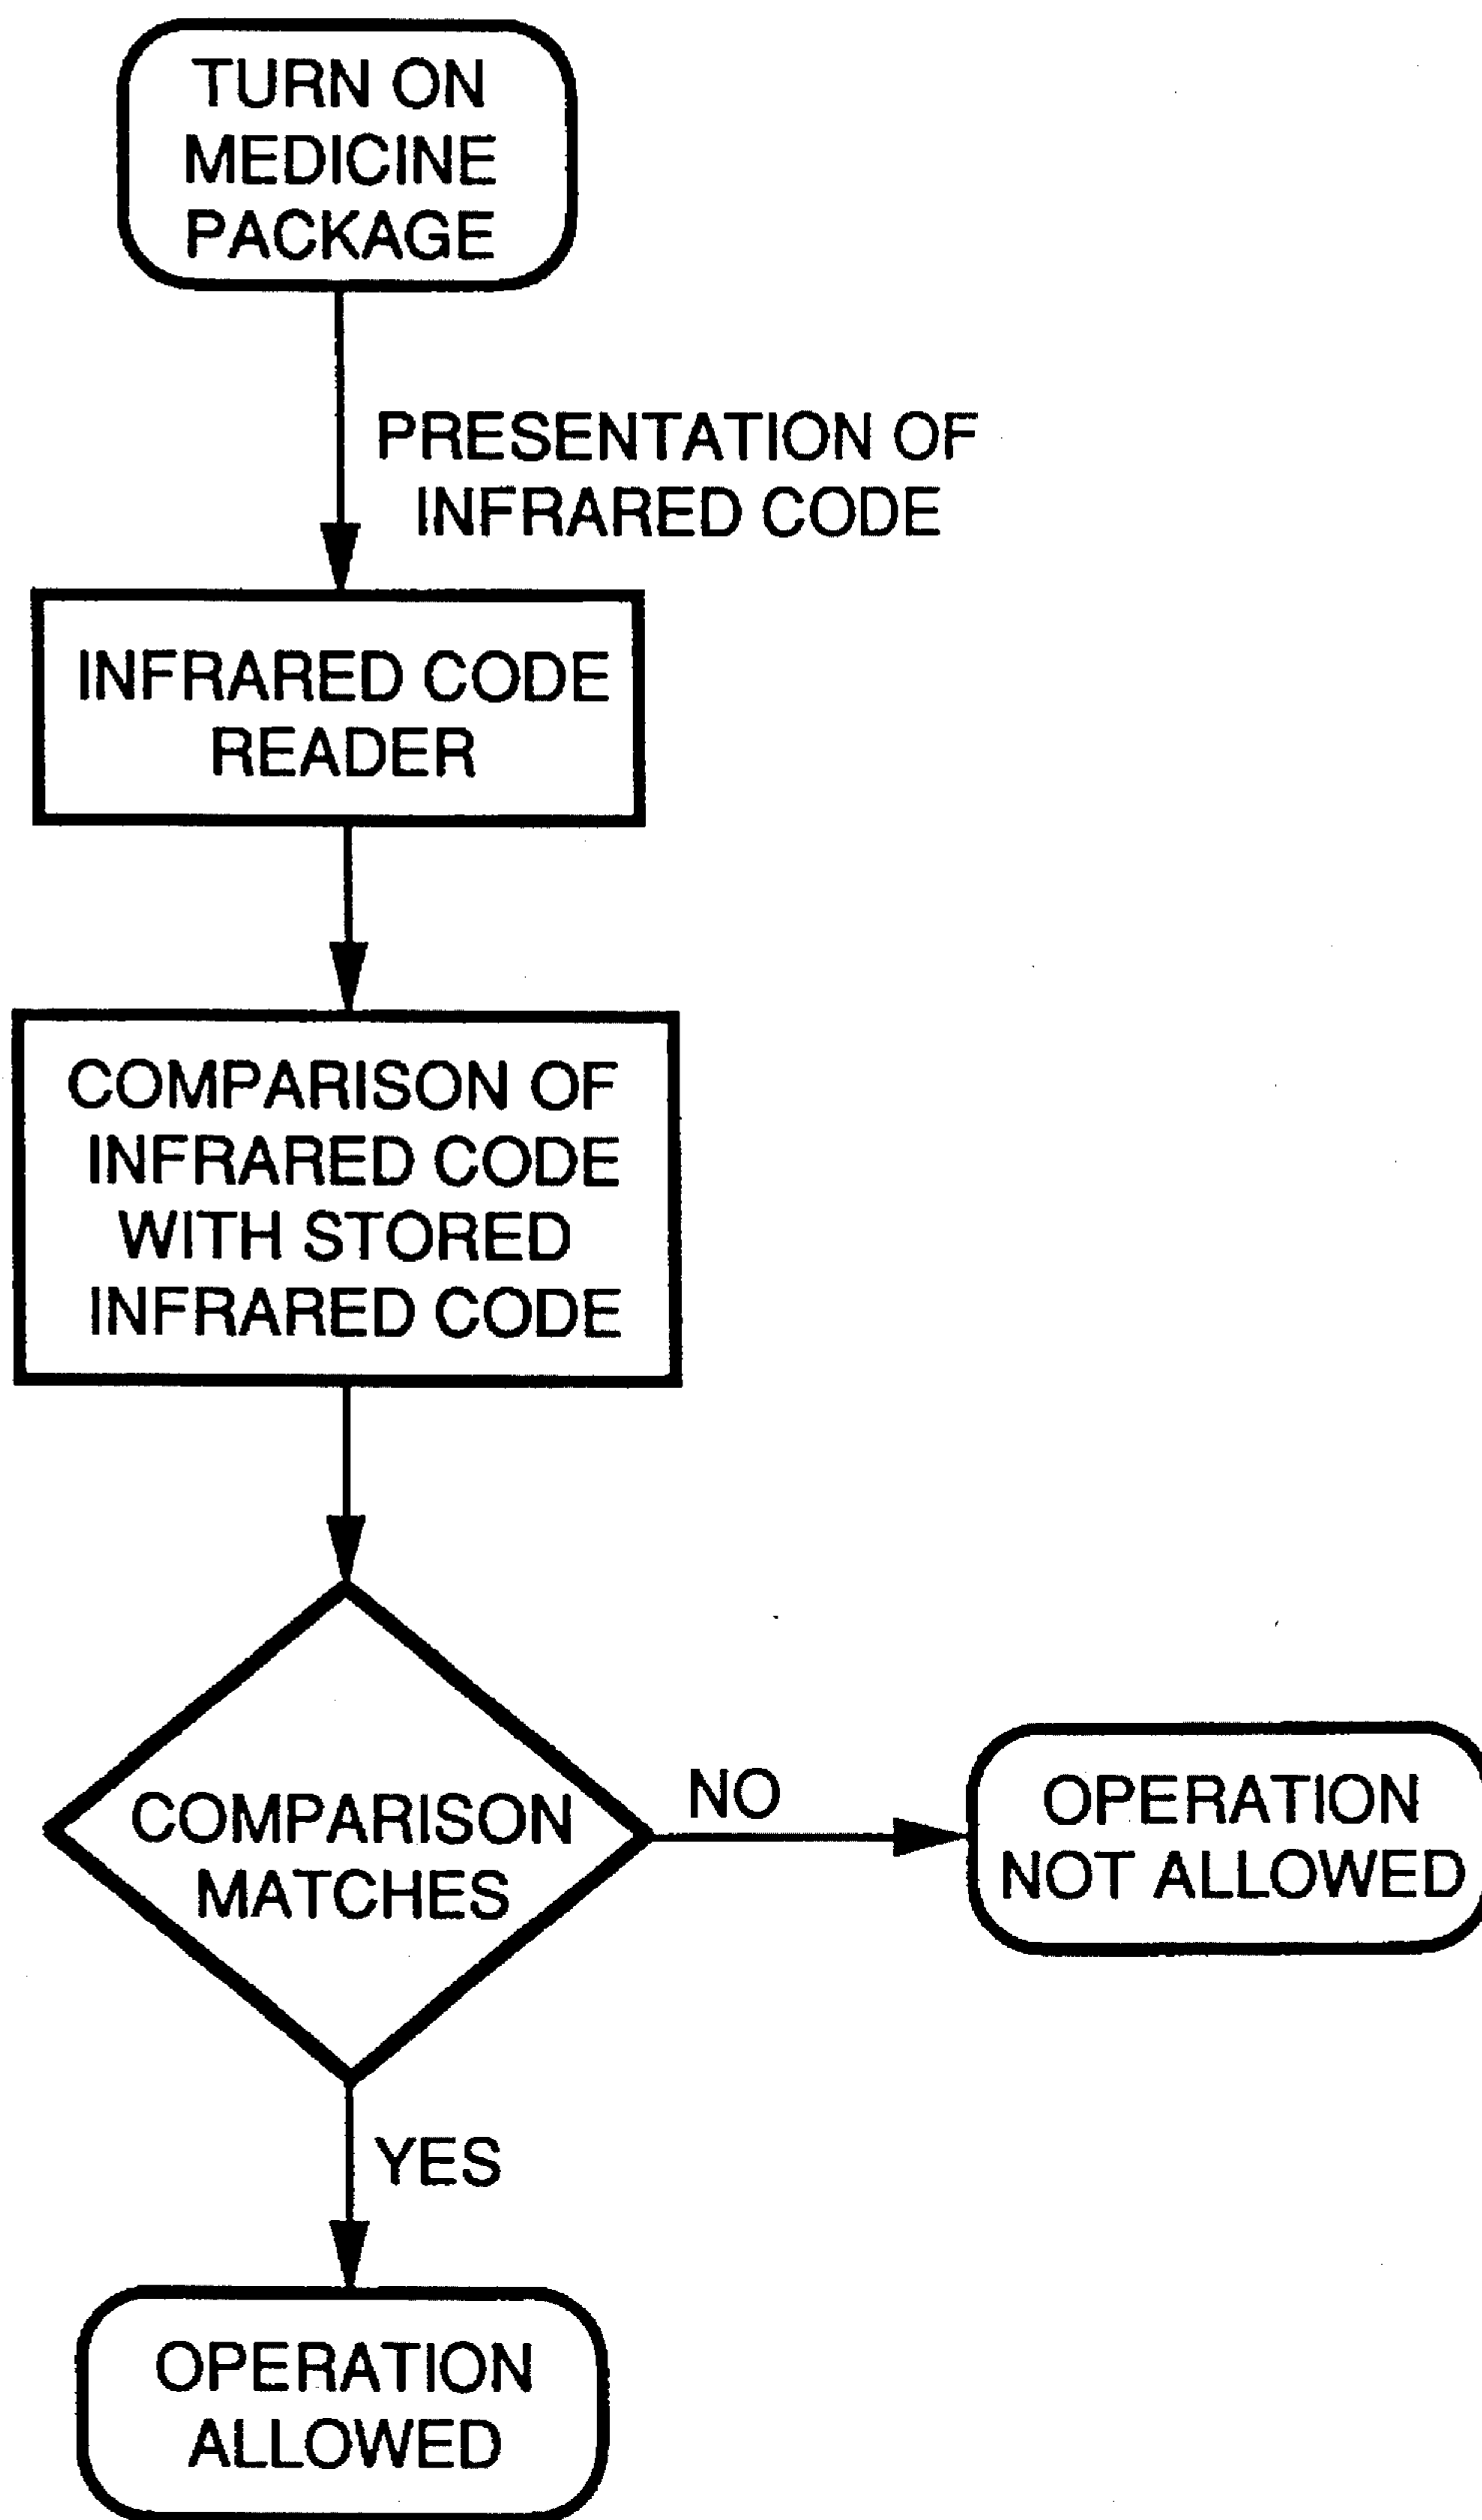 TURN ON
MEDICINE
PACKAGE
PRESENTATION OF
INFRARED CODE
INFRARED CODE
READER
COMPARISON OF
INFRARED CODE
WITH STORED
INFRARED CODE
COMPARISON
MATCHES
NO
OPERATION
NOT ALLOWED
YES
OPERATION
ALLOWED